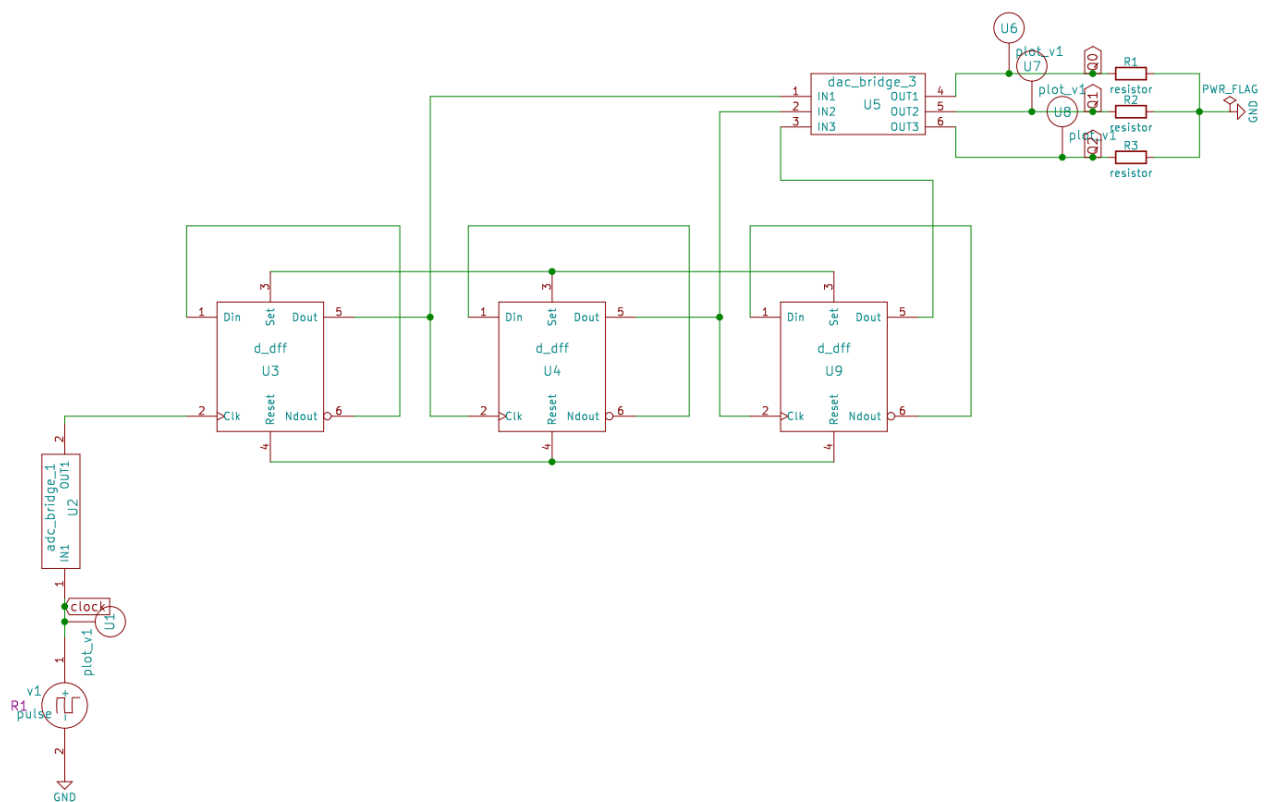 U6
plot_v1
U7
plot_v1
U8
plot_v1
Q0
Q1
Q2
R1
resistor
R2
resistor
R3
resistor
PWR_FLAG
GND
dac_bridge_3
U5
1 IN1 OUT1 4
2 IN2 OUT2 5
3 IN3 OUT3 6
3 3 3
1 Din Set Dout 5
d_dff
U3
2 Clk Reset Ndout 6
4
1 Din Set Dout 5
d_dff
U4
2 Clk Reset Ndout 6
4
1 Din Set Dout 5
d_dff
U9
2 Clk Reset Ndout 6
4
2
OUT1
adc_bridge_1
U2
IN1
1
clock
U1
plot_v1
1
v1
+
R1
pulse
-
2
GND